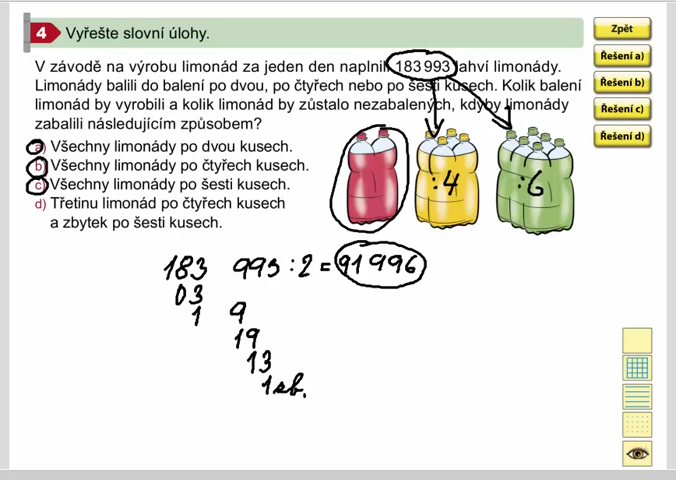 4 Vyřešte slovní úlohy.
V závodě na výrobu limonád za jeden den naplnili 183 993 lahví limonády.
Limonády balili do balení po dvou, po čtyřech nebo po šesti kusech. Kolik balení
limonád by vyrobili a kolik limonád by zůstalo nezabalených, kdyby limonády
zabalili následujícím způsobem?
a) Všechny limonády po dvou kusech.
b) Všechny limonády po čtyřech kusech.
c) Všechny limonády po šesti kusech.
d) Třetinu limonád po čtyřech kusech
a zbytek po šesti kusech.
:4
:6
183 993 : 2 = 91 996
03
1 9
19
13
1 zb.
Zpět
Řešení a)
Řešení b)
Řešení c)
Řešení d)